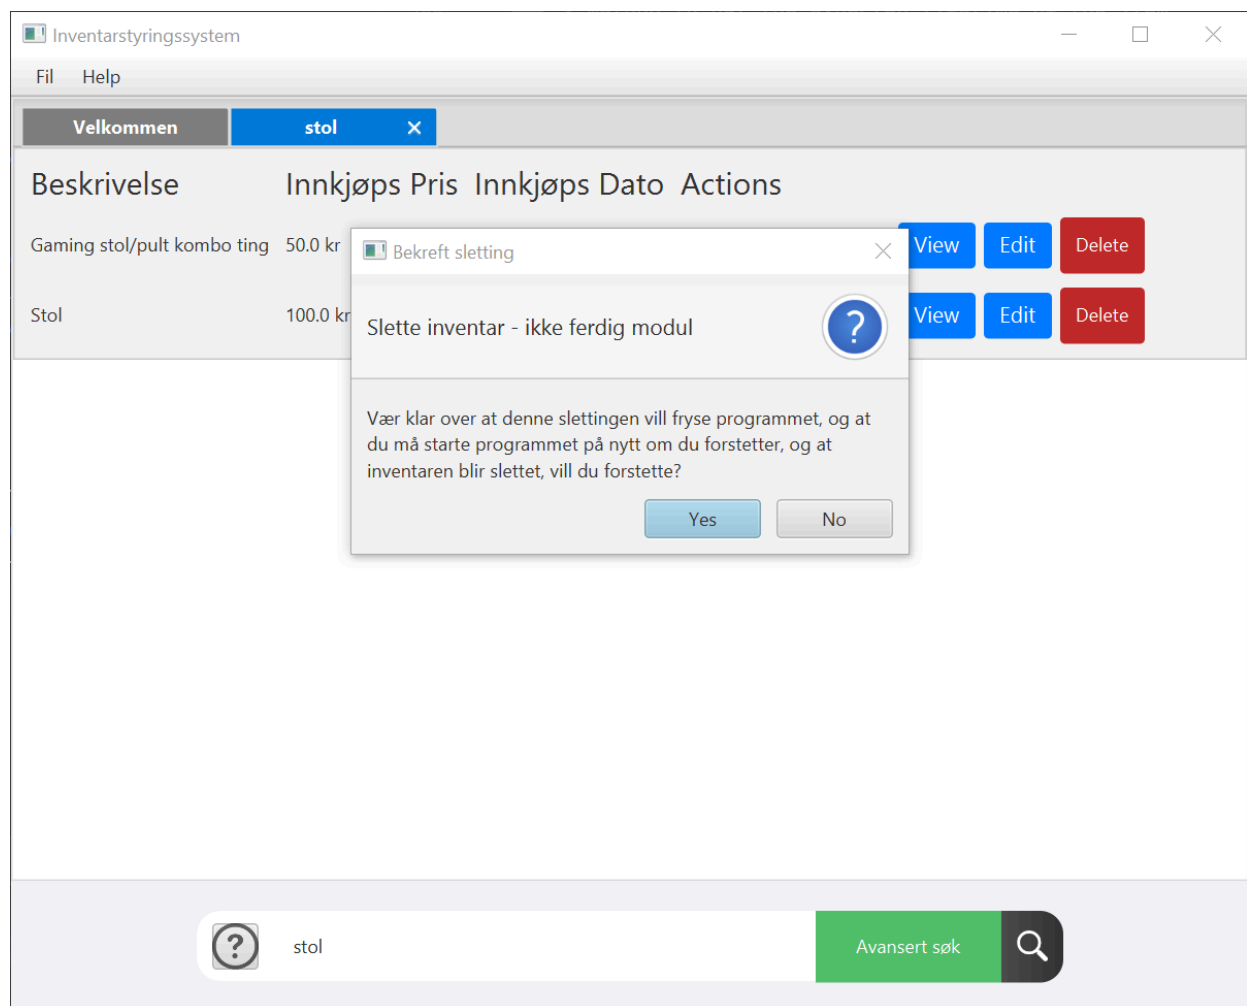 Inventarstyringssystem
Fil Help
Velkommen stol
Beskrivelse Innkjøps Pris Innkjøps Dato Actions
Gaming stol/pult kombo ting 50.0 kr View Edit Delete
Stol 100.0 kr View Edit Delete
Bekreft sletting
Slette inventar - ikke ferdig modul
Vær klar over at denne slettingen vill fryse programmet, og at
du må starte programmet på nytt om du forstetter, og at
inventaren blir slettet, vill du forstette?
Yes No
stol Avansert søk